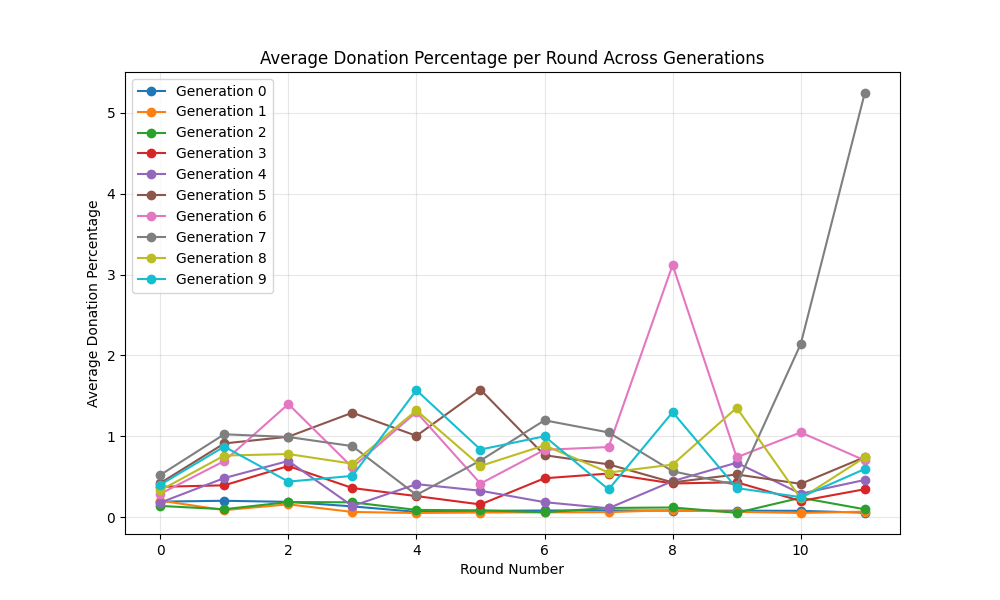 Average Donation Percentage per Round Across Generations
Generation 0
Generation 1
Generation 2
Generation 3
Generation 4
Generation 5
Generation 6
Generation 7
Generation 8
Generation 9
Average Donation Percentage
5
4
3
2
1
0
0 2 4 6 8 10
Round Number